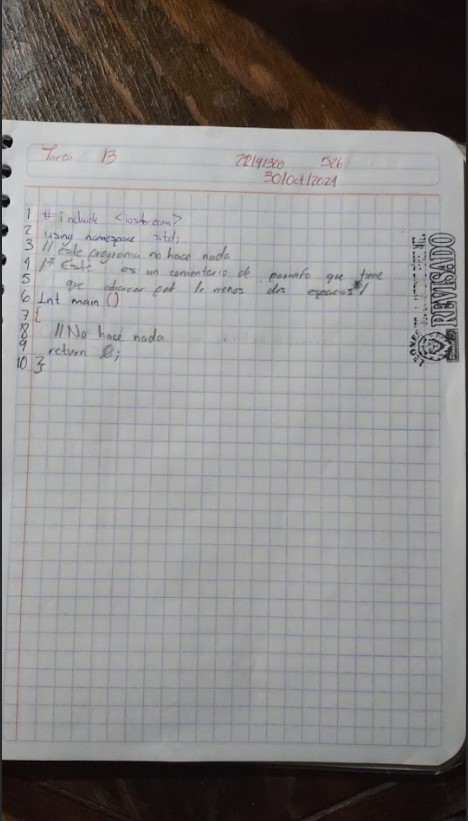 Tarea 13 526
30/Oct/2024
1 # include <iostream>
2 using namespace std;
3 // Este programa no hace nada
4 /* Este es un comentario de parrafo que tiene
5 que abarcar por lo menos dos espacios */
6 Int main ()
7 {
8 // No hace nada
9 return 0;
10 }
REVISADO